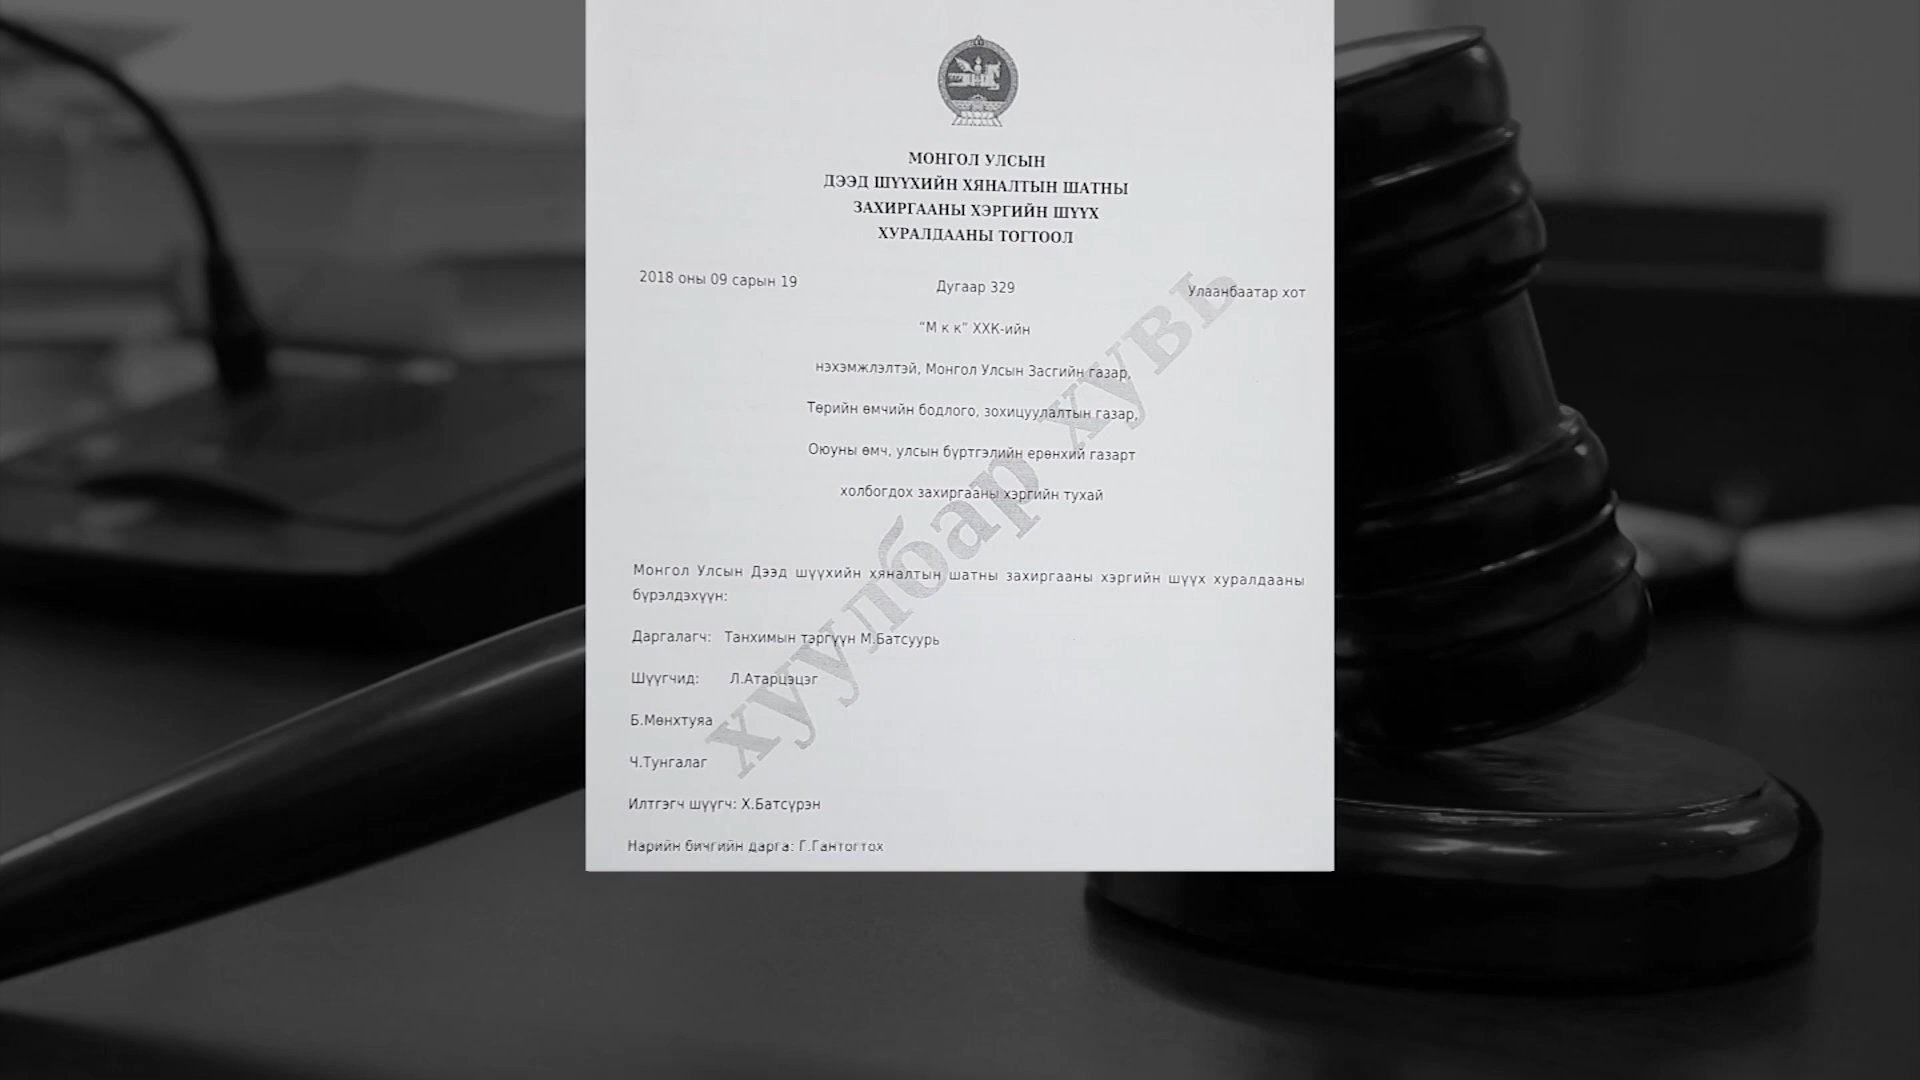 МОНГОЛ УЛСЫН
ДЭЭД ШҮҮХИЙН ХЯНАЛТЫН ШАТНЫ
ЗАХИРГААНЫ ХЭРГИЙН ШҮҮХ
ХУРАЛДААНЫ ТОГТООЛ
2018 оны 09 сарын 19 Дугаар 329 Улаанбаатар хот
"М к к" ХХК-ийн
нэхэмжлэлтэй, Монгол Улсын Засгийн газар,
Төрийн өмчийн бодлого, зохицуулалтын газар,
Оюуны өмч, улсын бүртгэлийн ерөнхий газарт
холбогдох захиргааны хэргийн тухай
хуулбар хувь
Монгол Улсын Дээд шүүхийн хяналтын шатны захиргааны хэргийн шүүх хуралдааны
бүрэлдэхүүн:
Даргалагч: Танхимын тэргүүн М.Батсуурь
Шүүгчид: Л.Атарцэцэг
Б.Мөнхтуяа
Ч.Тунгалаг
Илтгэгч шүүгч: Х.Батсүрэн
Нарийн бичгийн дарга: Г.Гантогтох